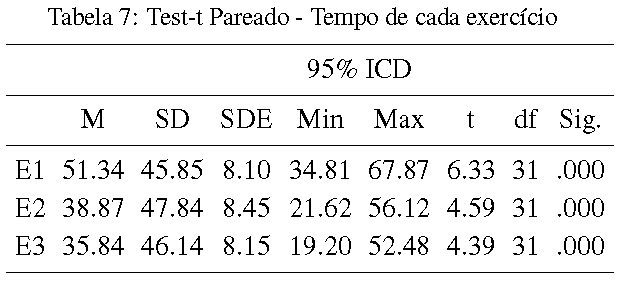 Tabela 7: Test-t Pareado - Tempo de cada exercício
95% ICD
M SD SDE Min Max t df Sig.
E1 51.34 45.85 8.10 34.81 67.87 6.33 31 .000
E2 38.87 47.84 8.45 21.62 56.12 4.59 31 .000
E3 35.84 46.14 8.15 19.20 52.48 4.39 31 .000